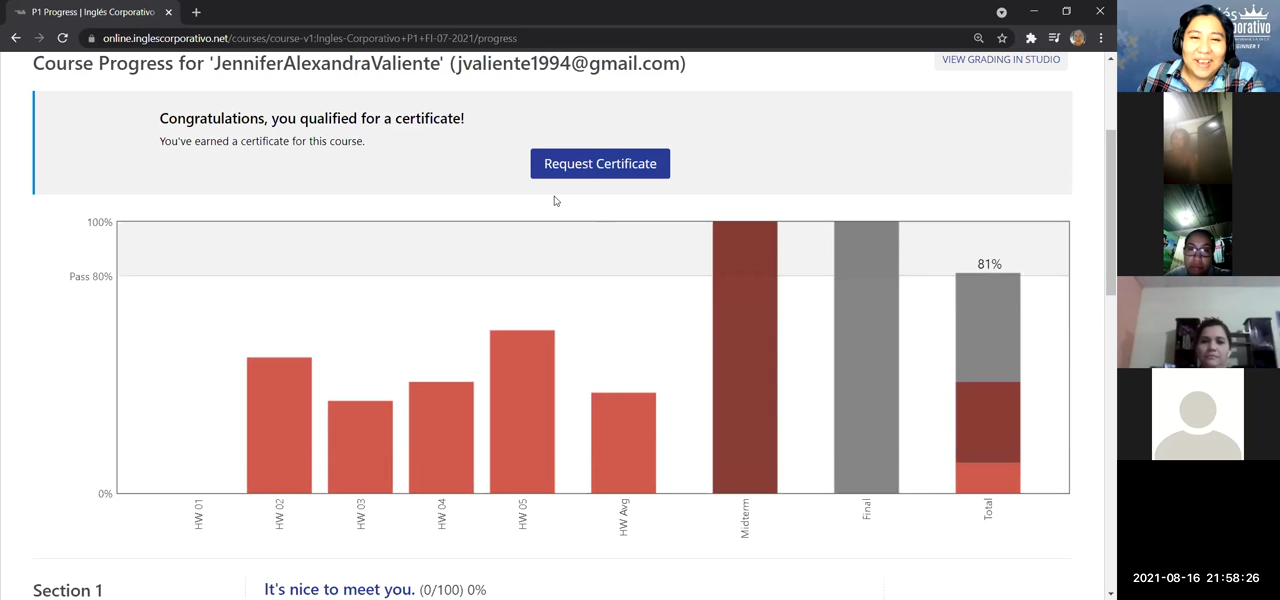 P1 Progress | Inglés Corporativo
online.inglescorporativo.net/courses/course-v1:Ingles-Corporativo+P1+FI-07-2021/progress
Course Progress for 'JenniferAlexandraValiente' (jvaliente1994@gmail.com)
VIEW GRADING IN STUDIO
Congratulations, you qualified for a certificate!
You've earned a certificate for this course.
Request Certificate
100%
Pass 80%
0%
81%
HW 01
HW 02
HW 03
HW 04
HW 05
HW Avg
Midterm
Final
Total
Section 1
It's nice to meet you. (0/100) 0%
2021-08-16 21:58:26